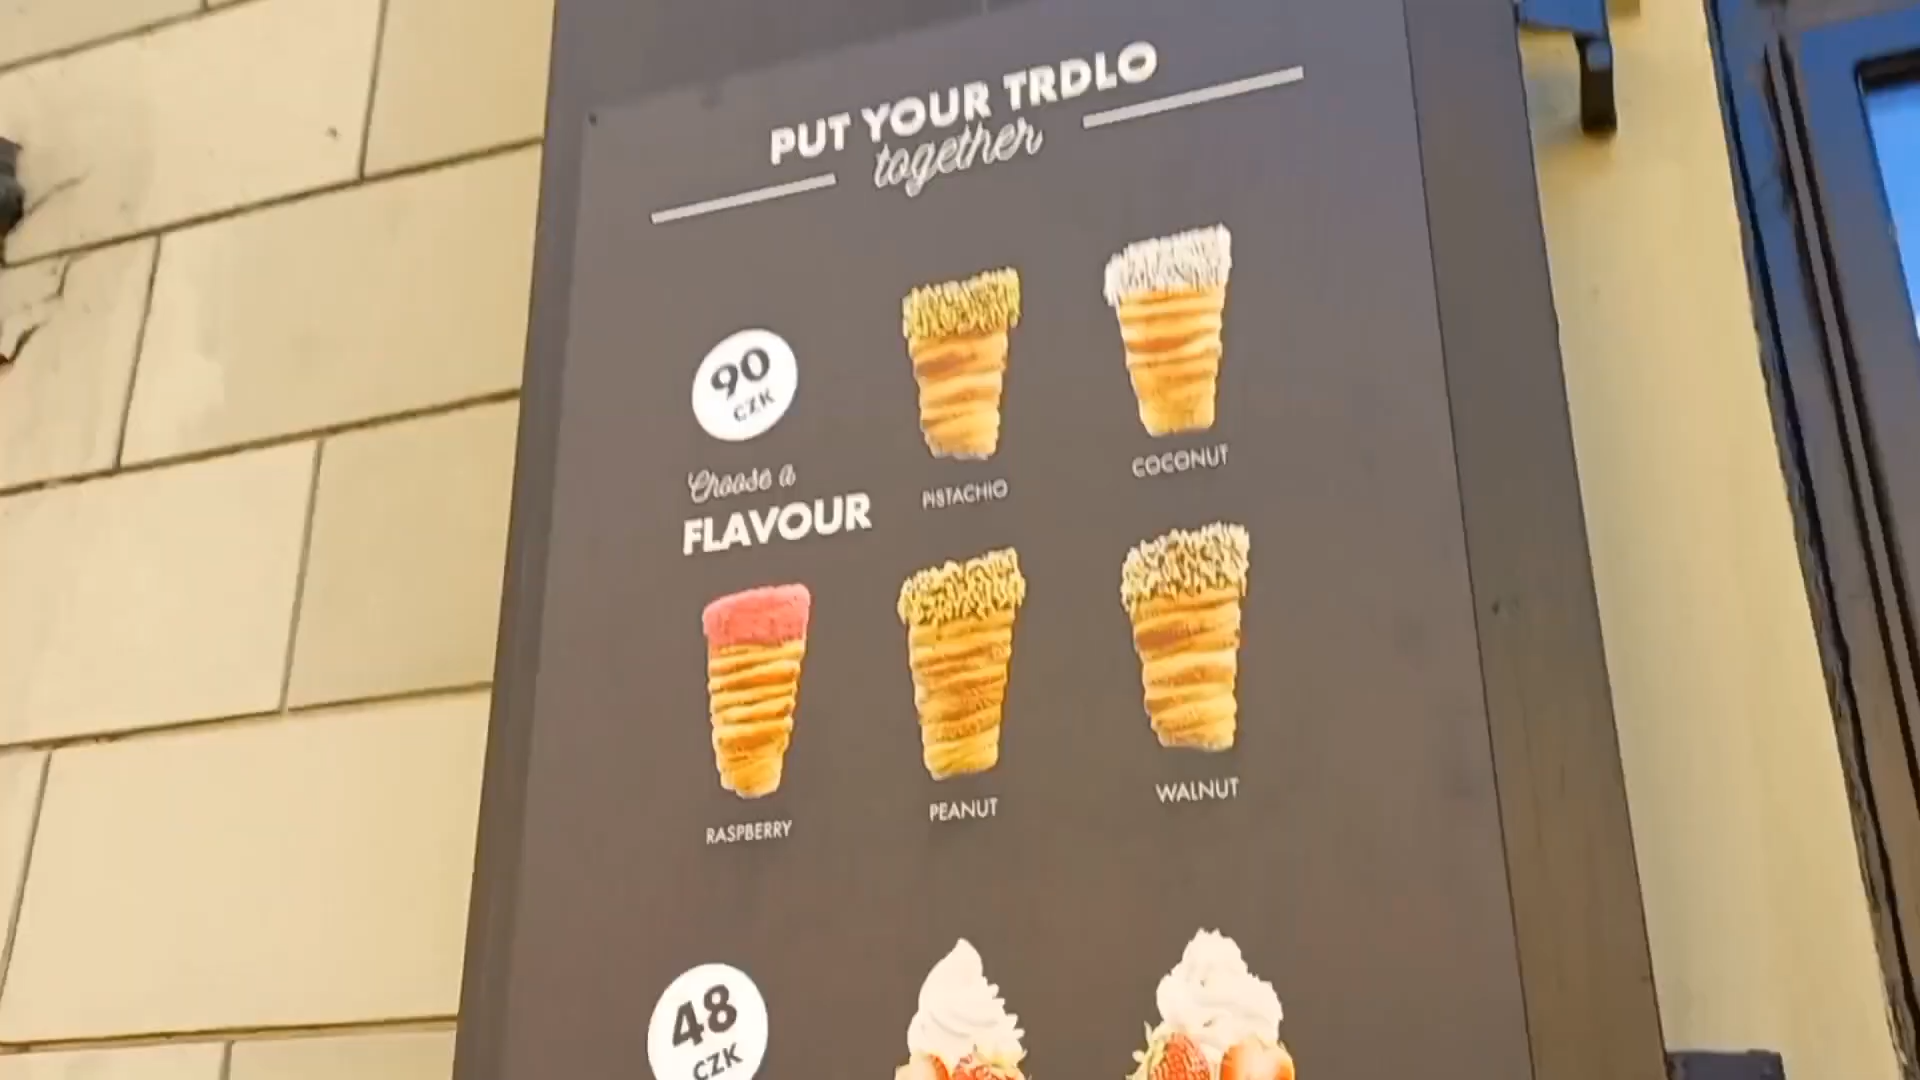 PUT YOUR TRDLO
together
90
CZK
Choose a
FLAVOUR
PISTACHIO
COCONUT
RASPBERRY
PEANUT
WALNUT
48
CZK